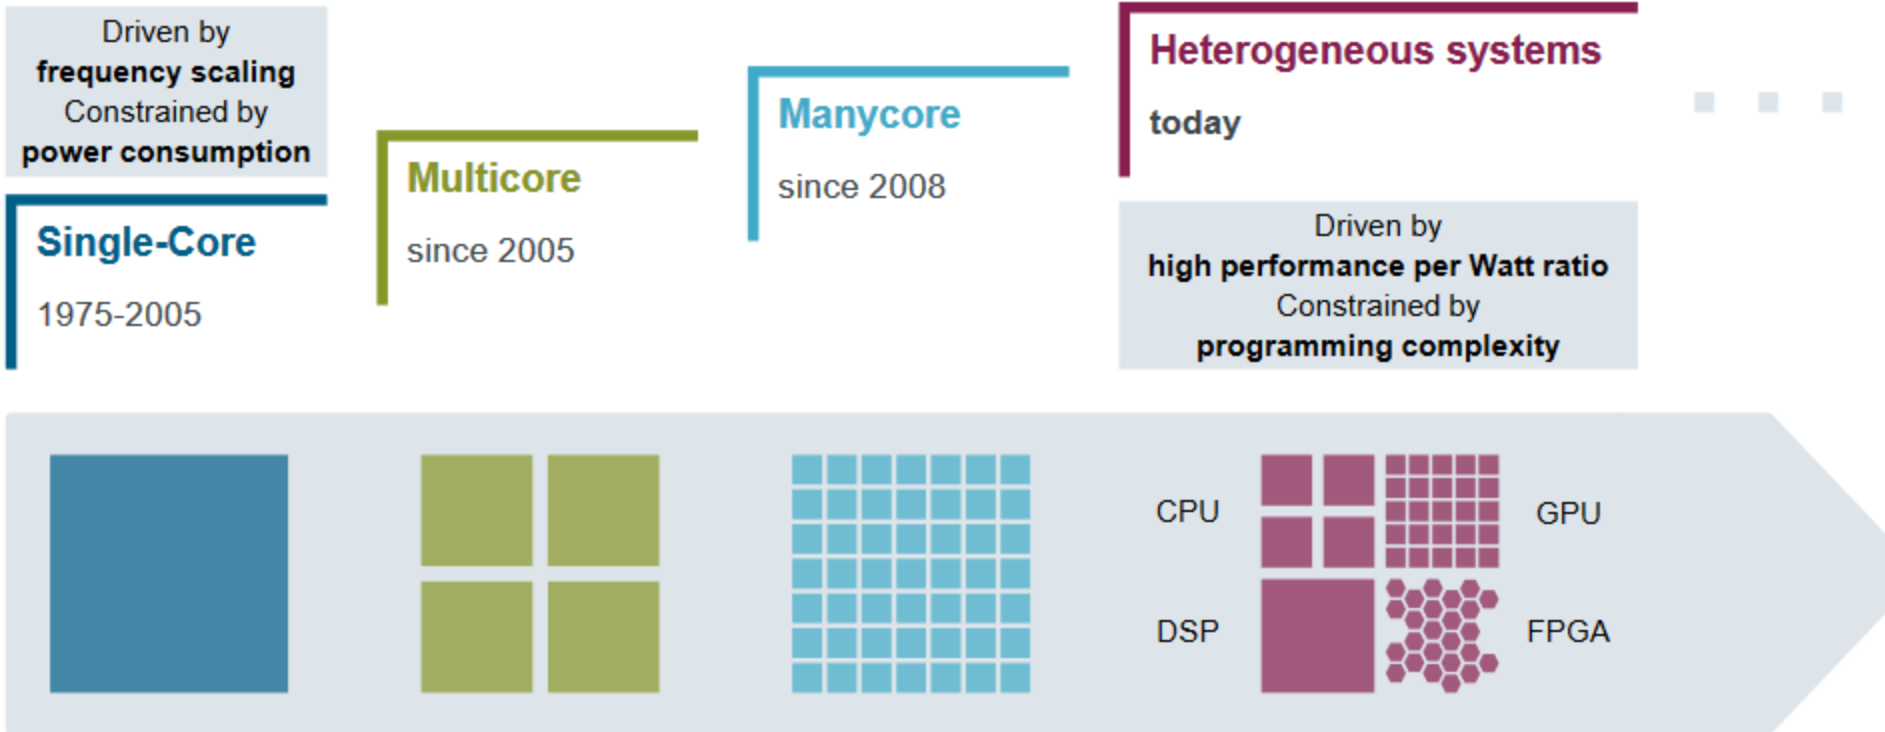 Driven by
frequency scaling
Constrained by
power consumption
Single-Core
1975-2005
Multicore
since 2005
Manycore
since 2008
Heterogeneous systems
today
Driven by
high performance per Watt ratio
Constrained by
programming complexity
CPU
GPU
DSP
FPGA